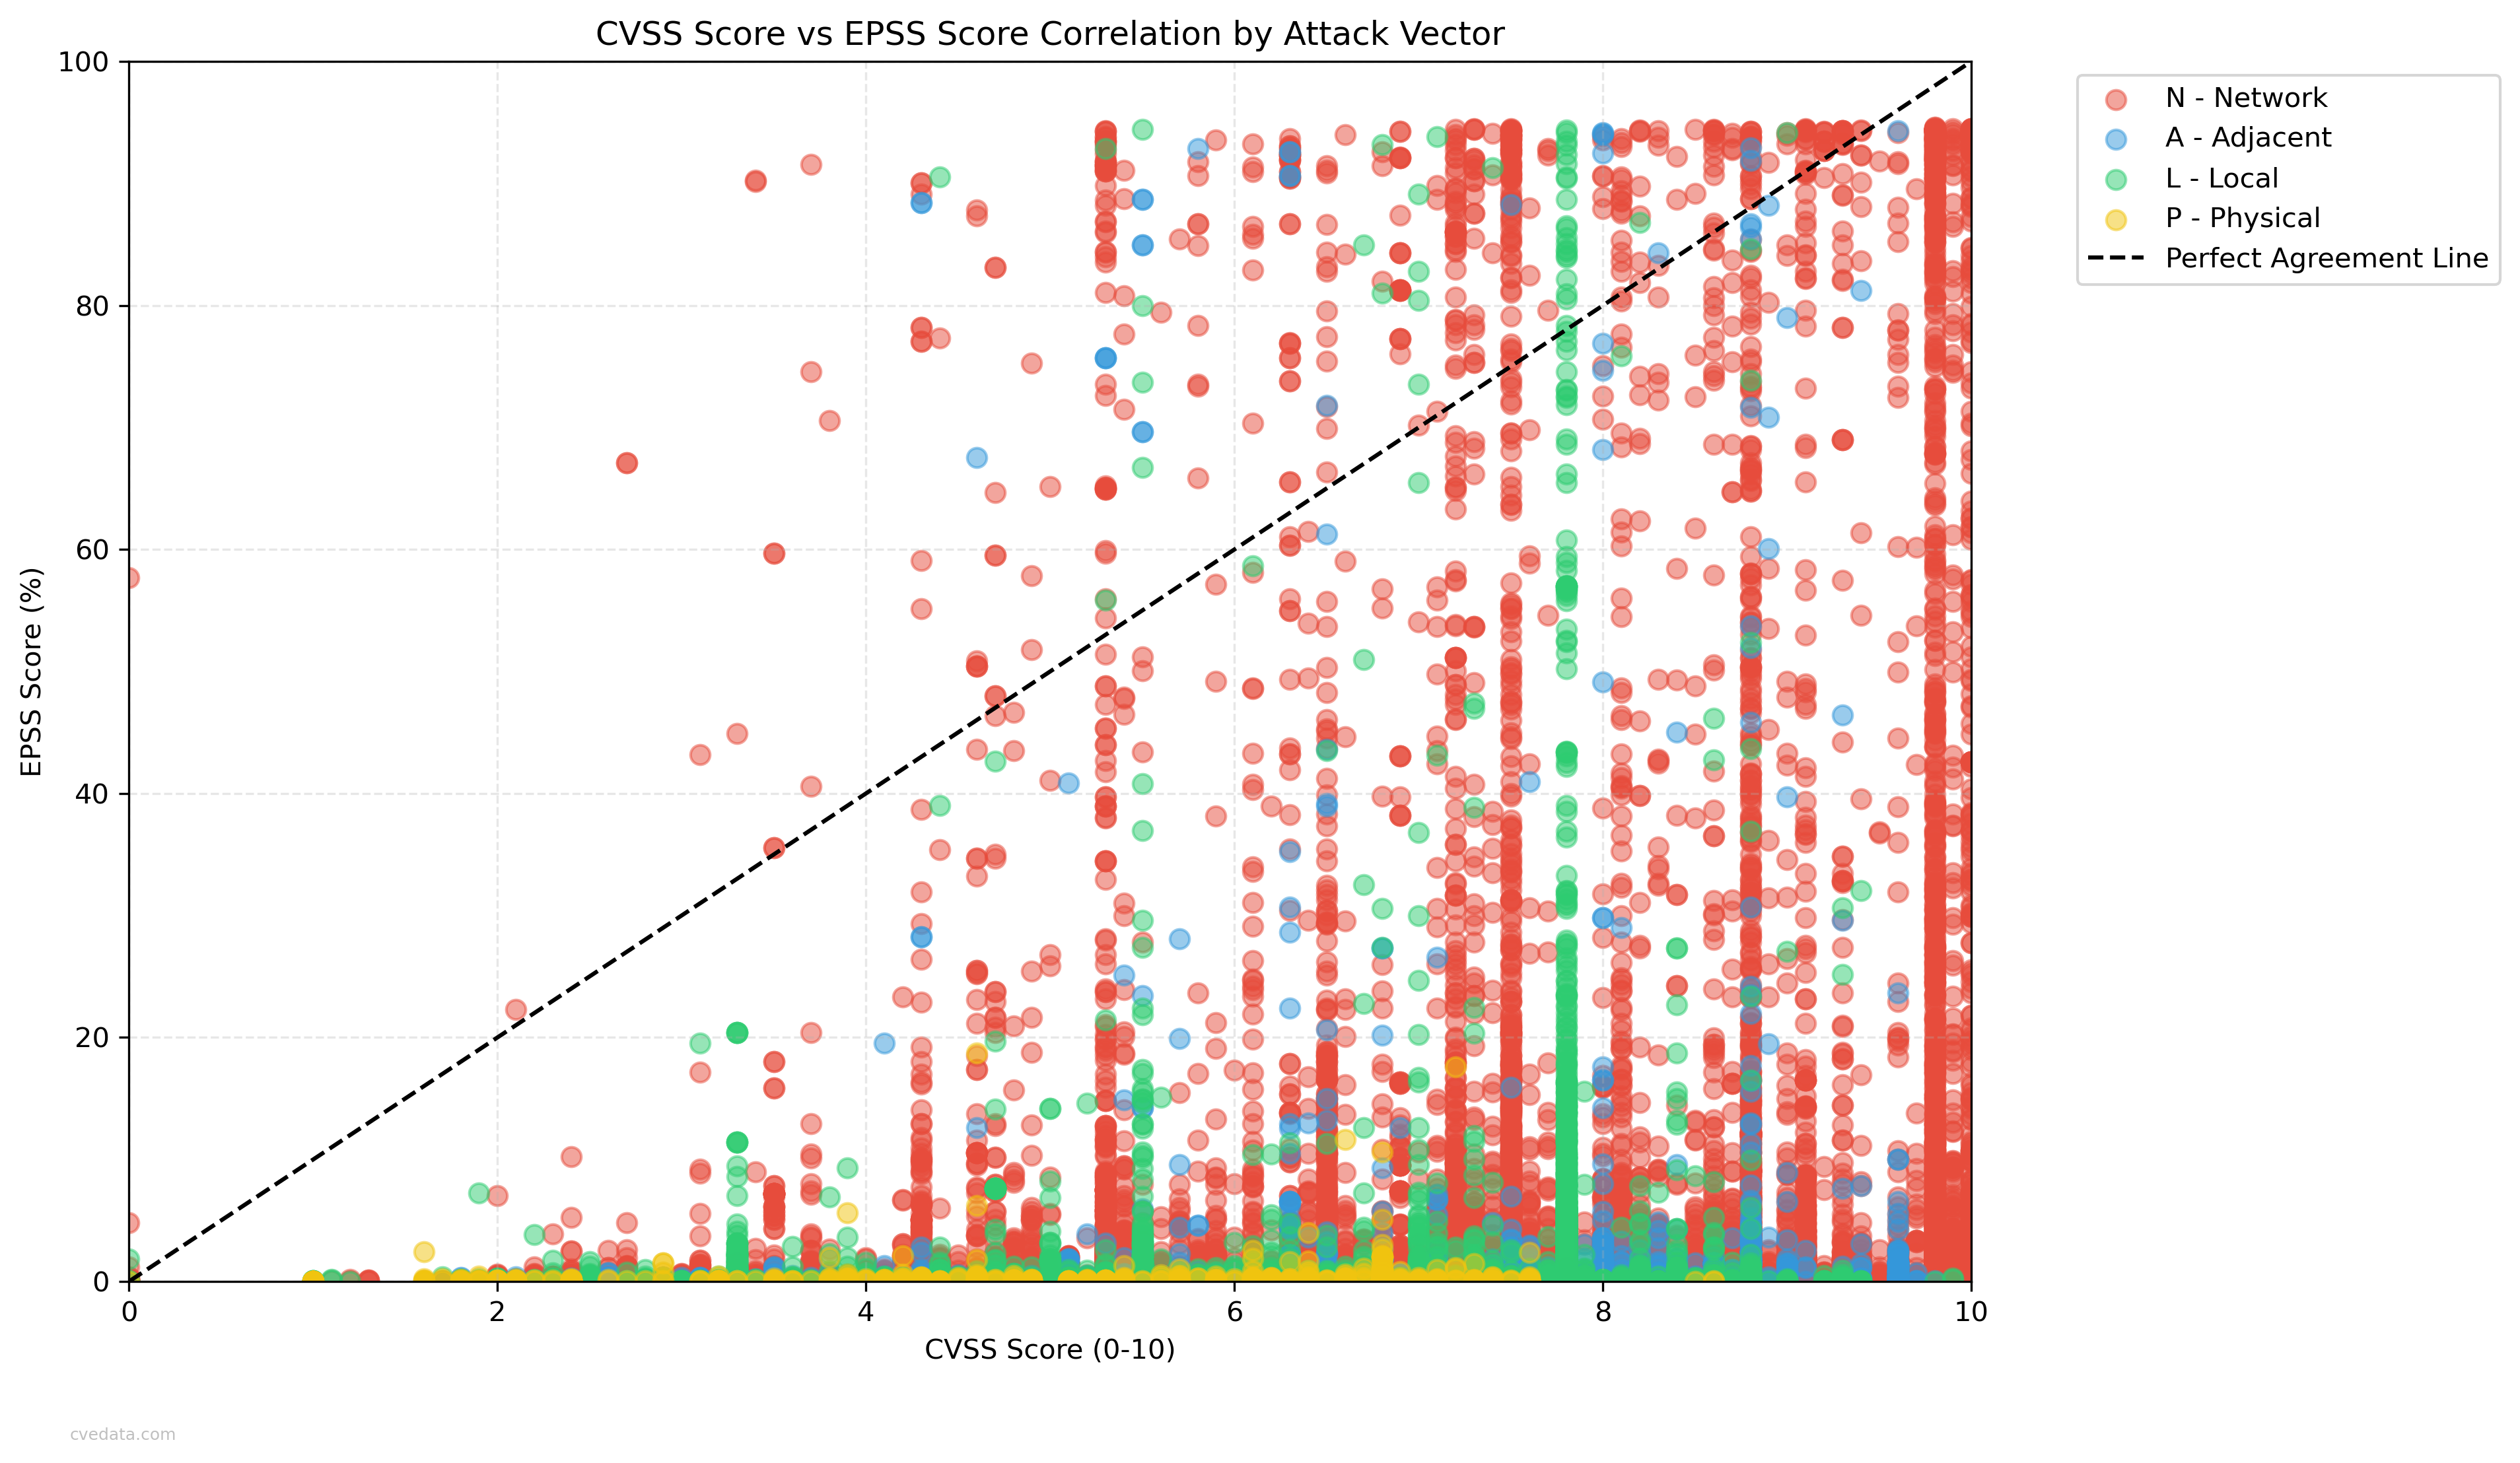 CVSS Score vs EPSS Score Correlation by Attack Vector
100
80
60
40
20
0
EPSS Score (%)
0 2 4 6 8 10
CVSS Score (0-10)
N - Network
A - Adjacent
L - Local
P - Physical
Perfect Agreement Line
cvedata.com